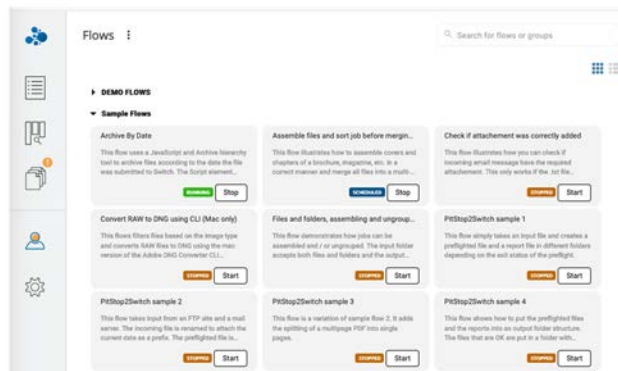 Flows
Search for flows or groups
DEMO FLOWS
Sample Flows
Archive By Date
This flow uses a JavaScript and Archive hierarchy
tool to archive files according to the date the file
was submitted to Switch. The Script element...
RUNNING Stop
Assemble files and sort job before mergin...
This flow illustrates how to assemble covers and
chapters of a brochure, magazine, etc. in a
correct manner and merge all files into a multi-...
SCHEDULED Stop
Check if attachement was correctly added
This flow illustrates how you can check if
incoming email message have the required
attachement. This only works if the .txt file...
STOPPED Start
Convert RAW to DNG using CLI (Mac only)
This flows filters files based on the image type
and converts RAW files to DNG using the mac
version of the Adobe DNG Converter CLI...
STOPPED Start
Files and folders, assembling and ungroup...
This flow demonstrates how jobs can be
assembled and / or ungrouped. The input folder
accepts both files and folders and the output...
STOPPED Start
PitStop2Switch sample 1
This flow simply takes an input file and creates a
preflighted file and a report file in different folders
depending on the exit status of the preflight.
STOPPED Start
PitStop2Switch sample 2
This flow takes input from an FTP site and a mail
server. The incoming file is renamed to attach the
current date as a prefix. The preflighted file is...
STOPPED Start
PitStop2Switch sample 3
This flow is a variation of sample flow 2. It adds
the splitting of a multipage PDF into single
pages.
STOPPED Start
PitStop2Switch sample 4
This flow shows how to put the preflighted files
and the reports into an output folder structure.
The files that are OK are put in a folder with...
STOPPED Start